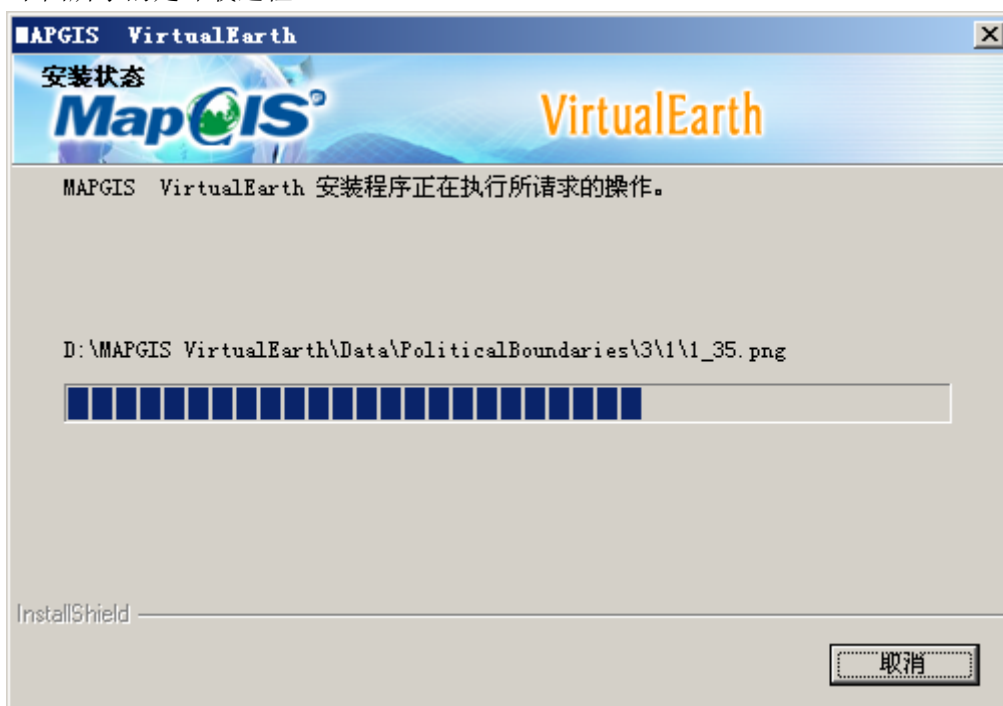 MAPGIS VirtualEarth
安装状态
MapGIS®
VirtualEarth
MAPGIS VirtualEarth 安装程序正在执行所请求的操作。
D:\MAPGIS VirtualEarth\Data\PoliticalBoundaries\3\1\1_35.png
InstallShield
取消